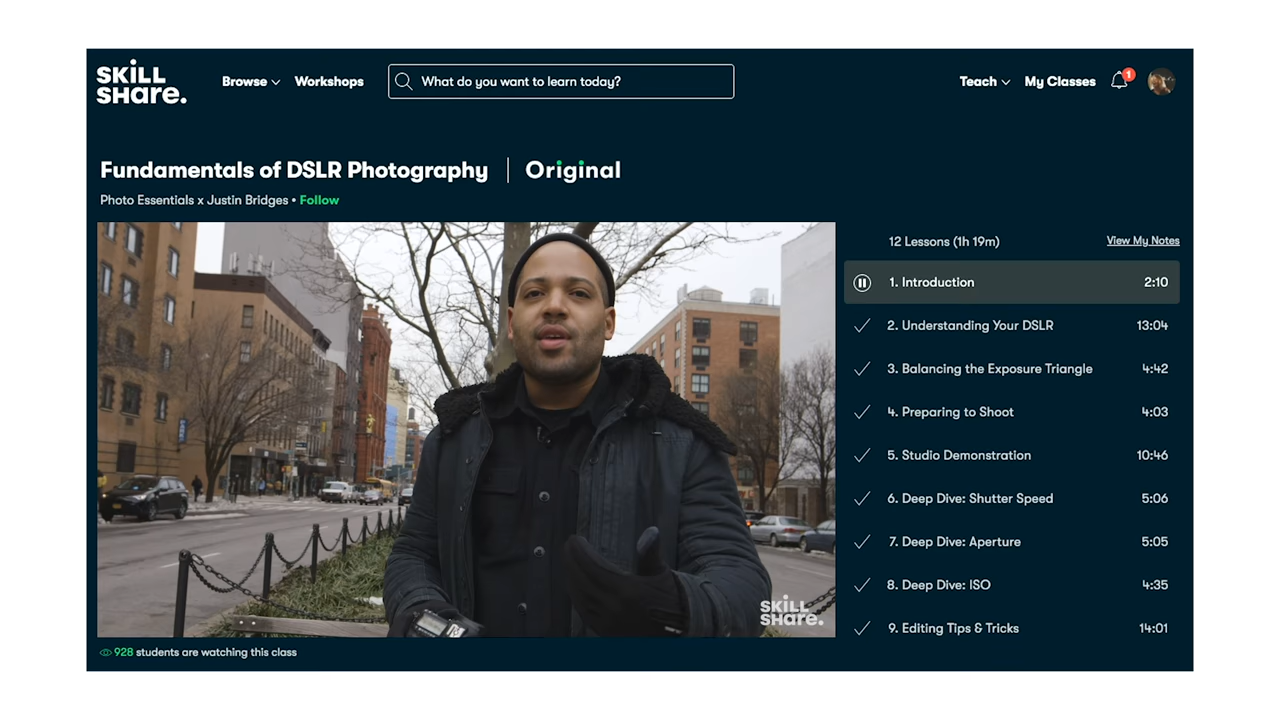 SKILL
SHARE.
Browse
Workshops
What do you want to learn today?
Teach
My Classes
1
Fundamentals of DSLR Photography | Original
Photo Essentials x Justin Bridges • Follow
12 Lessons (1h 19m)
View My Notes
1. Introduction 2:10
2. Understanding Your DSLR 13:04
3. Balancing the Exposure Triangle 4:42
4. Preparing to Shoot 4:03
5. Studio Demonstration 10:46
6. Deep Dive: Shutter Speed 5:06
7. Deep Dive: Aperture 5:05
8. Deep Dive: ISO 4:35
9. Editing Tips & Tricks 14:01
SKILL
SHARE.
928 students are watching this class